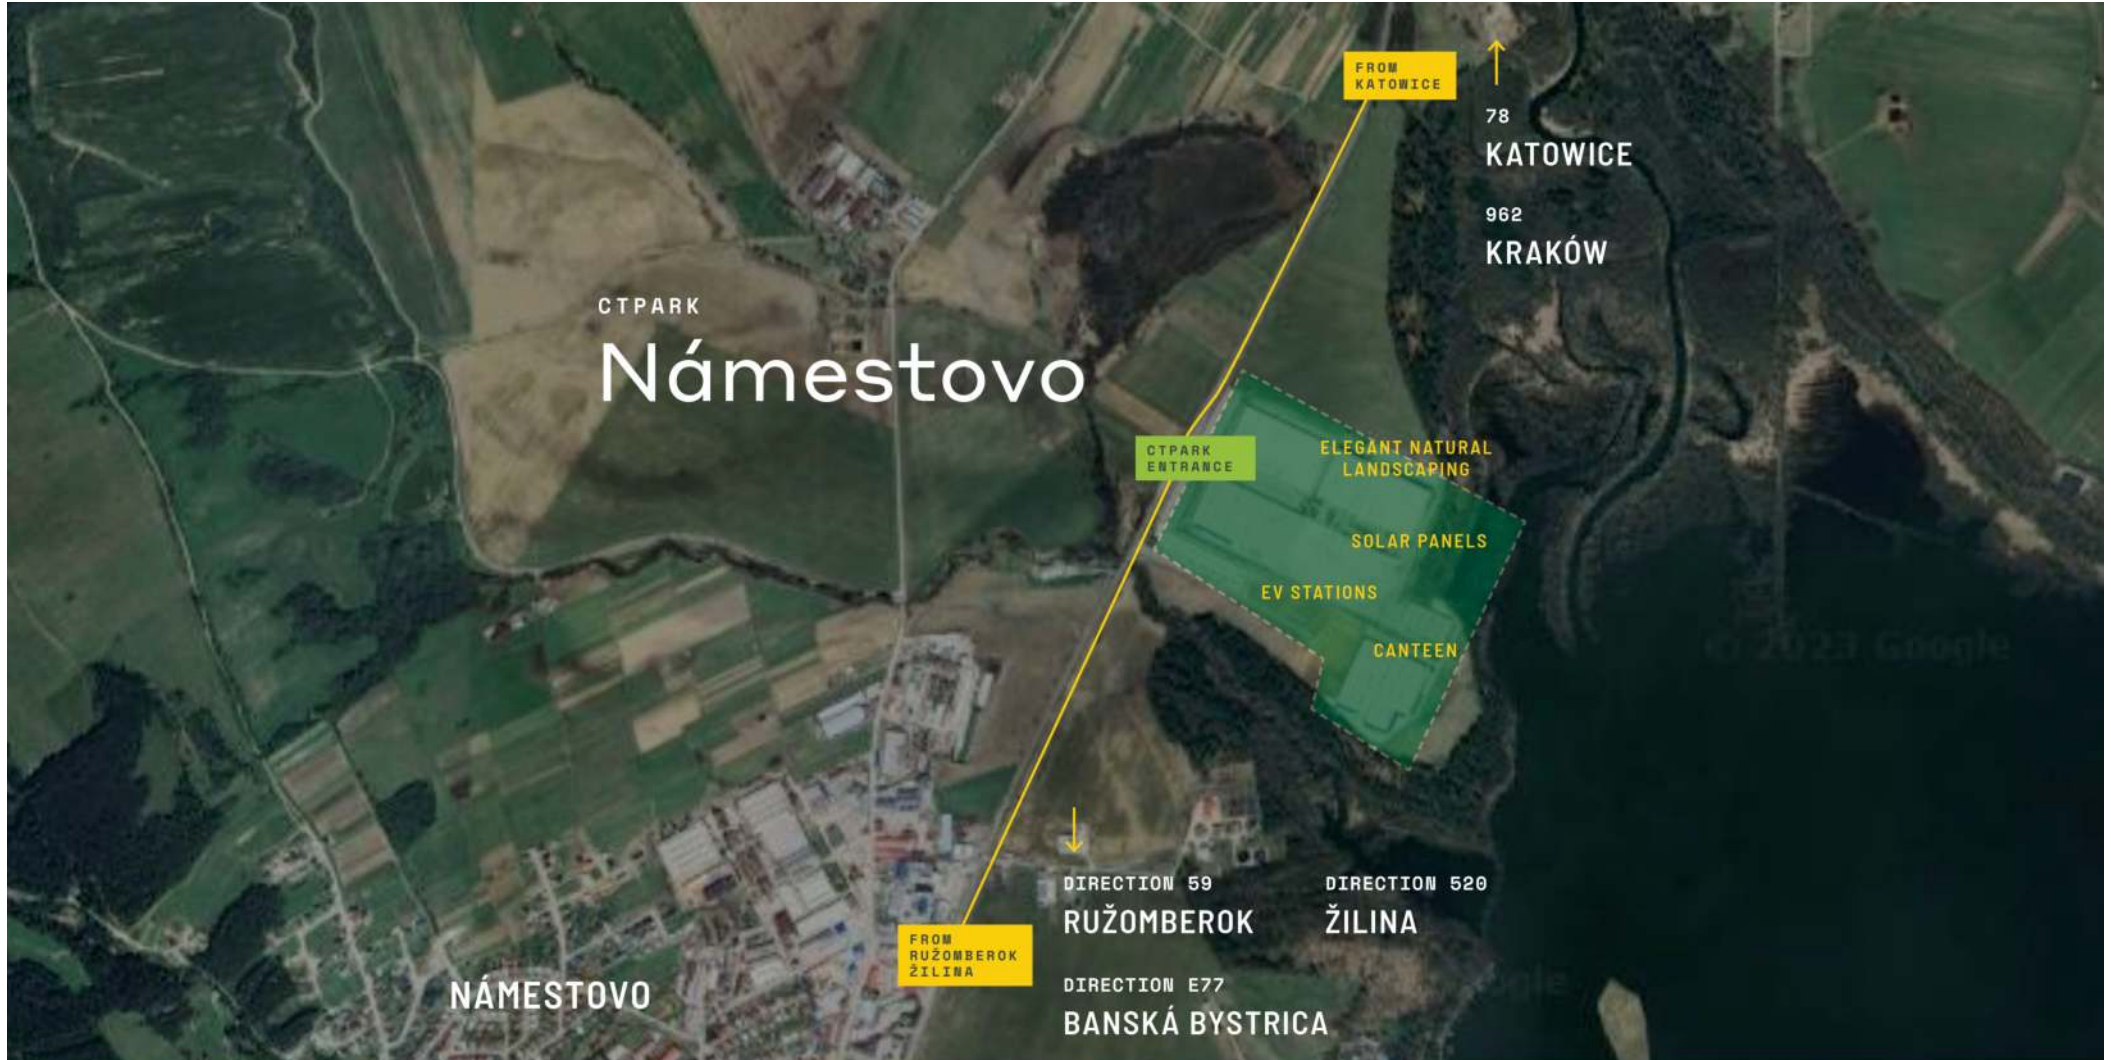 FROM
KATOWICE
78
KATOWICE
962
KRAKÓW
CTPARK
Námestovo
CTPARK
ENTRANCE
ELEGANT NATURAL
LANDSCAPING
SOLAR PANELS
EV STATIONS
CANTEEN
© 2023 Google
DIRECTION 59
RUŽOMBEROK
DIRECTION 520
ŽILINA
FROM
RUŽOMBEROK
ŽILINA
DIRECTION E77
BANSKÁ BYSTRICA
NÁMESTOVO